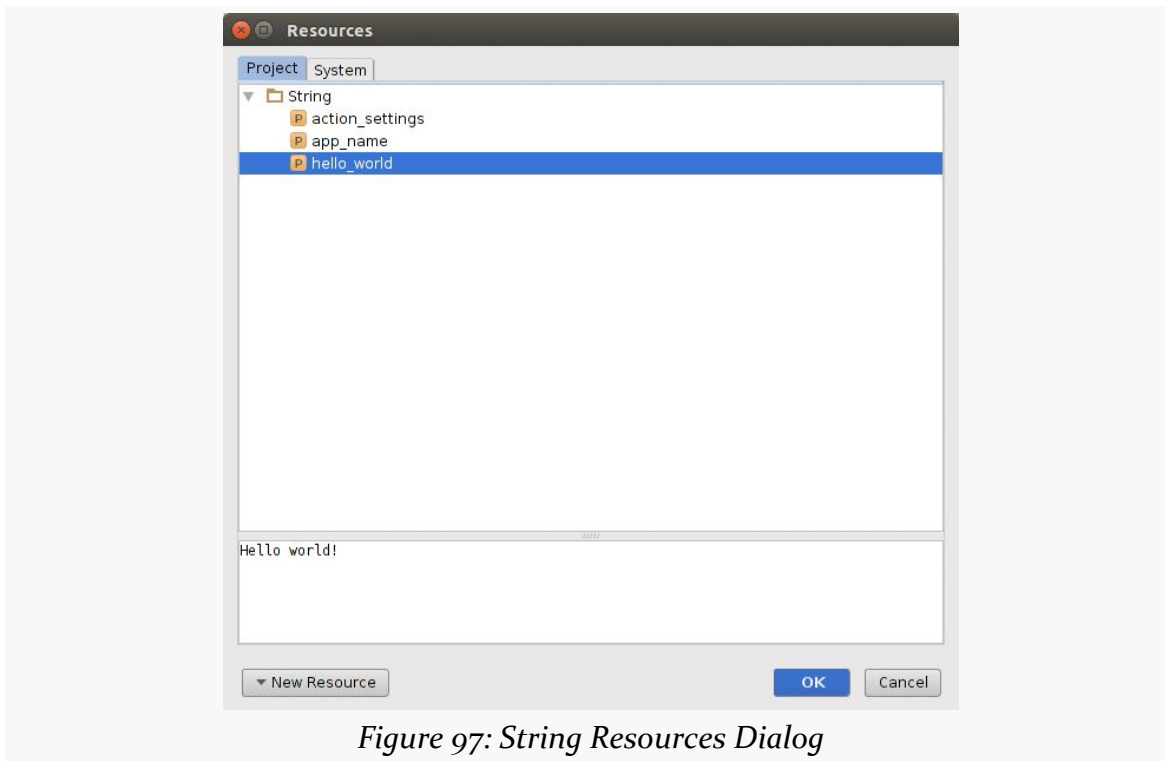 Resources
Project System
String
P action_settings
P app_name
P hello_world
Hello world!
New Resource OK Cancel
Figure 97: String Resources Dialog